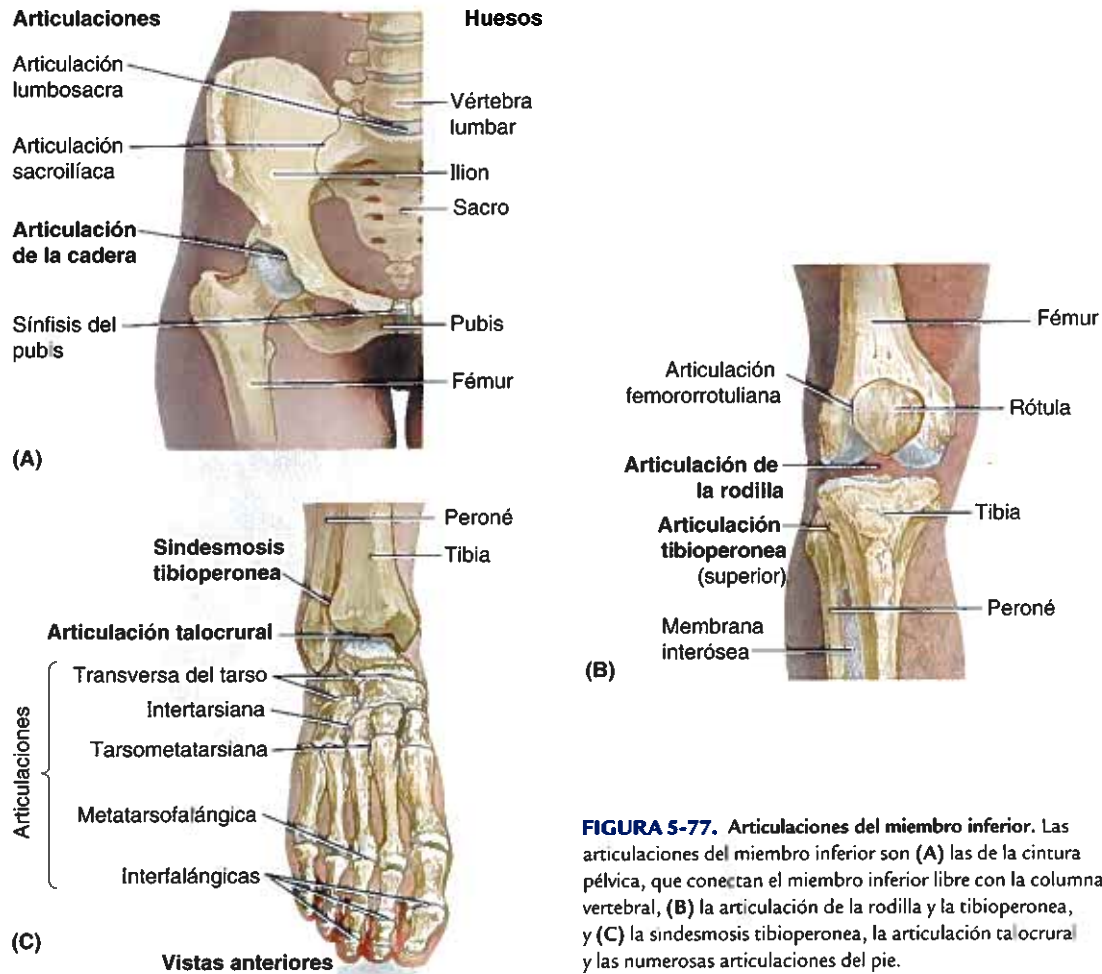 Articulaciones
Huesos
Articulación
lumbosacra
Vértebra
lumbar
Articulación
sacroilíaca
Ilion
Sacro
Articulación
de la cadera
Sínfisis del
pubis
Pubis
Fémur
(A)
Fémur
Articulación
femororrotuliana
Rótula
Articulación de
la rodilla
Tibia
Articulación
tibioperonea
(superior)
Peroné
Membrana
interósea
(B)
Peroné
Sindesmosis
tibioperonea
Tibia
Articulación talocrural
Articulaciones
Transversa del tarso
Intertarsiana
Tarsometatarsiana
Metatarsofalángica
Interfalángicas
(C)
Vistas anteriores
FIGURA 5-77. Articulaciones del miembro inferior. Las
articulaciones del miembro inferior son (A) las de la cintura
pélvica, que conectan el miembro inferior libre con la columna
vertebral, (B) la articulación de la rodilla y la tibioperonea,
y (C) la sindesmosis tibioperonea, la articulación talocrural
y las numerosas articulaciones del pie.